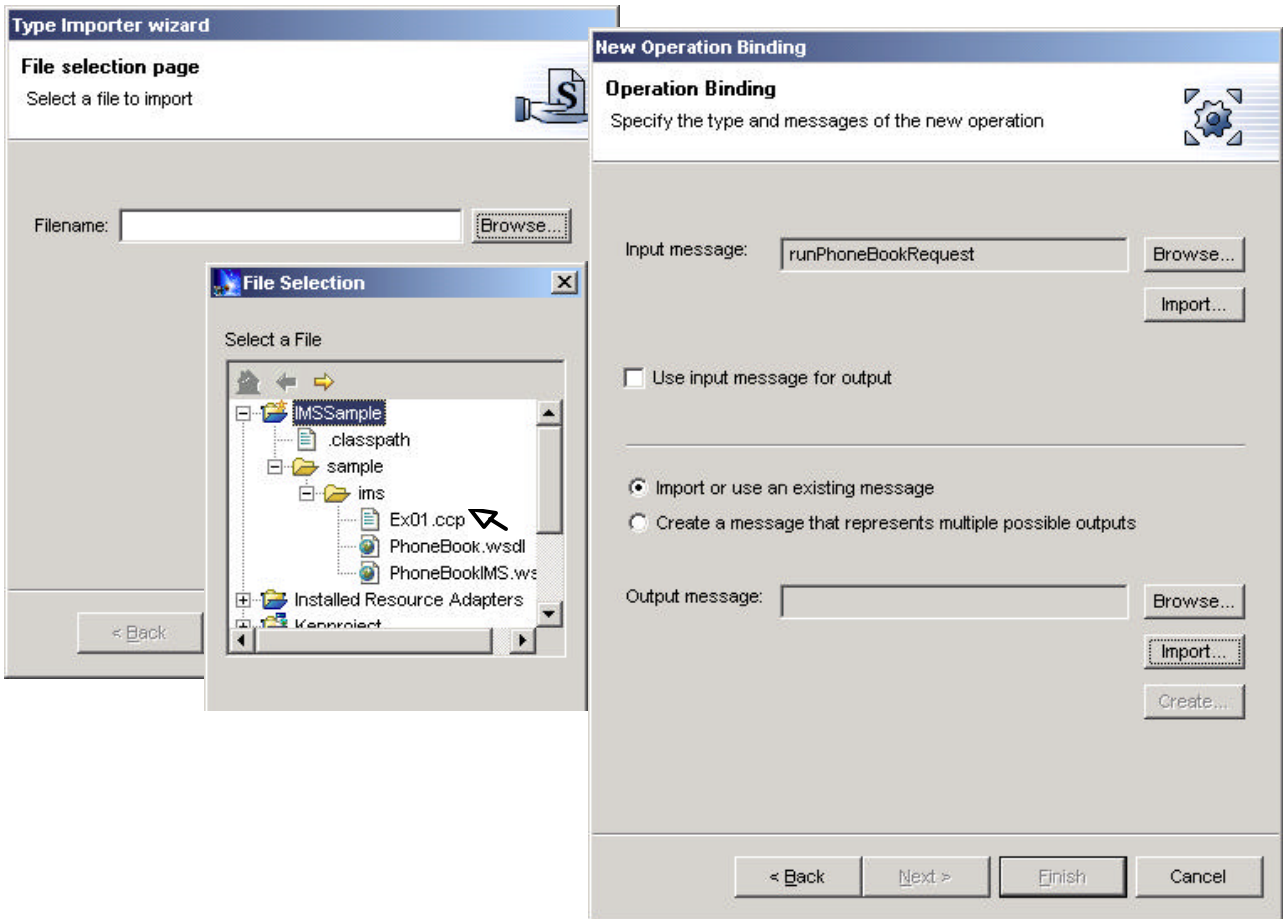 Type Importer wizard
File selection page
Select a file to import
S
Filename:
Browse...
File Selection
Select a File
IMSSample
.classpath
sample
ims
Ex01.ccp
PhoneBook.wsdl
PhoneBookIMS.ws
Installed Resource Adapters
Kenproject
< Back
New Operation Binding
Operation Binding
Specify the type and messages of the new operation
Input message: runPhoneBookRequest Browse...
Import...
Use input message for output
Import or use an existing message
Create a message that represents multiple possible outputs
Output message: Browse...
Import...
Create...
< Back Next > Finish Cancel